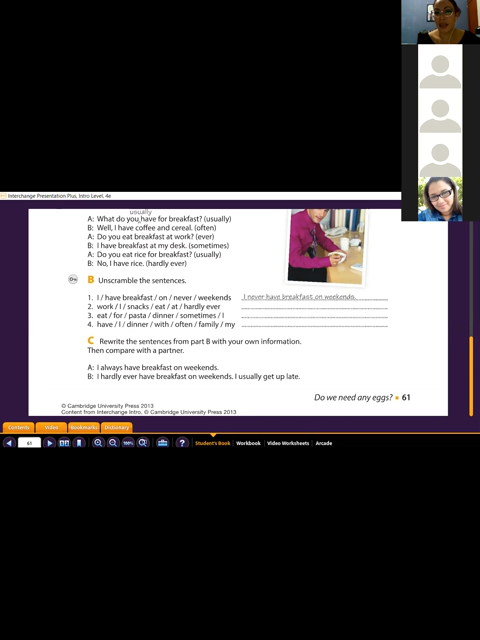 Interchange Presentation Plus, Intro Level, 4e
usually
A: What do you have for breakfast? (usually)
B: Well, I have coffee and cereal. (often)
A: Do you eat breakfast at work? (ever)
B: I have breakfast at my desk. (sometimes)
A: Do you eat rice for breakfast? (usually)
B: No, I have rice. (hardly ever)
B Unscramble the sentences.
1. I / have breakfast / on / never / weekends I never have breakfast on weekends.
2. work / I / snacks / eat / at / hardly ever
3. eat / for / pasta / dinner / sometimes / I
4. have / I / dinner / with / often / family / my
C Rewrite the sentences from part B with your own information.
Then compare with a partner.
A: I always have breakfast on weekends.
B: I hardly ever have breakfast on weekends. I usually get up late.
Do we need any eggs? 61
© Cambridge University Press 2013
Content from Interchange Intro, © Cambridge University Press 2013
Contents Video Bookmarks Dictionary
61 100% ? Student's Book Workbook Video Worksheets Arcade